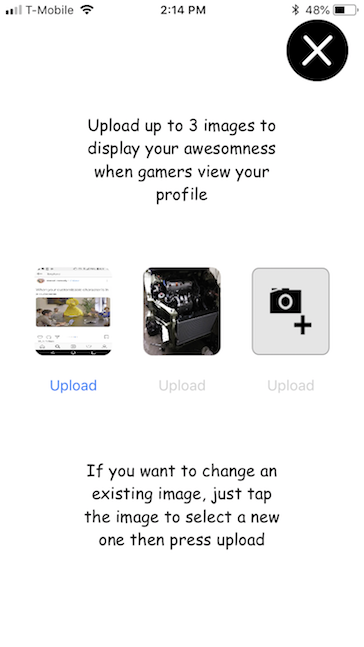 T-Mobile 2:14 PM 48%
Upload up to 3 images to
display your awesomness
when gamers view your
profile
Upload Upload Upload
If you want to change an
existing image, just tap
the image to select a new
one then press upload